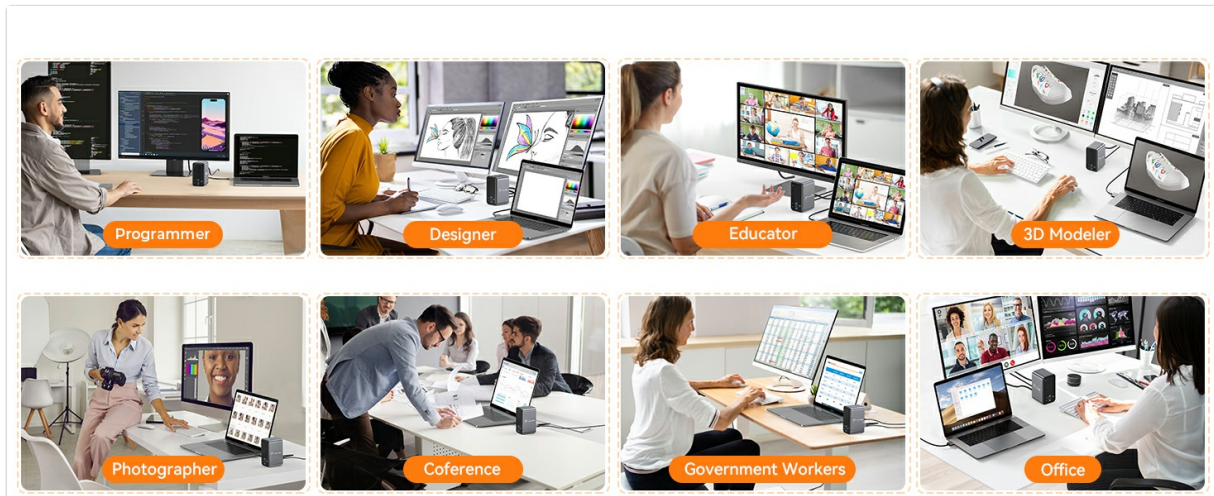 Programmer
Designer
Educator
3D Modeler
Photographer
Coference
Government Workers
Office